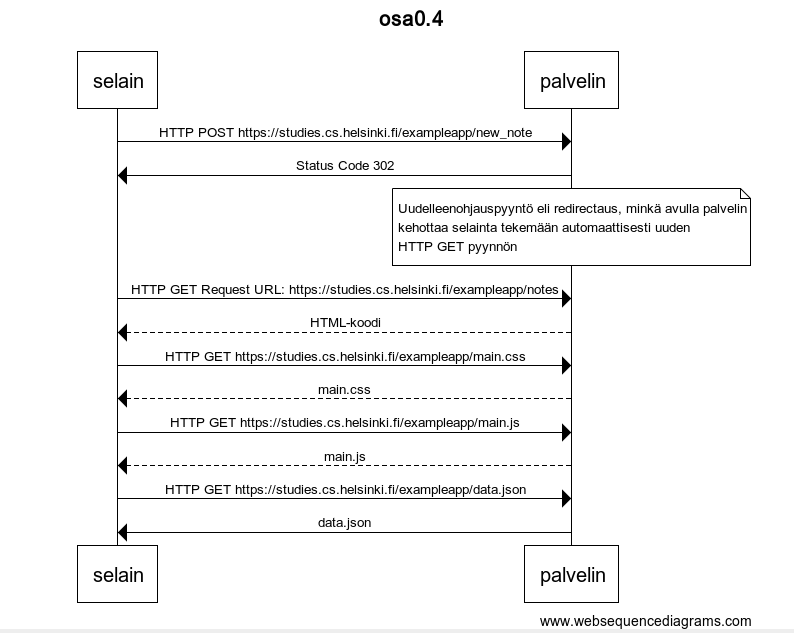 osa0.4
selain palvelin
HTTP POST https://studies.cs.helsinki.fi/exampleapp/new_note
Status Code 302
Uudelleenohjauspyyntö eli redirectaus, minkä avulla palvelin
kehottaa selainta tekemään automaattisesti uuden
HTTP GET pyynnön
HTTP GET Request URL: https://studies.cs.helsinki.fi/exampleapp/notes
HTML-koodi
HTTP GET https://studies.cs.helsinki.fi/exampleapp/main.css
main.css
HTTP GET https://studies.cs.helsinki.fi/exampleapp/main.js
main.js
HTTP GET https://studies.cs.helsinki.fi/exampleapp/data.json
data.json
selain palvelin
www.websequencediagrams.com